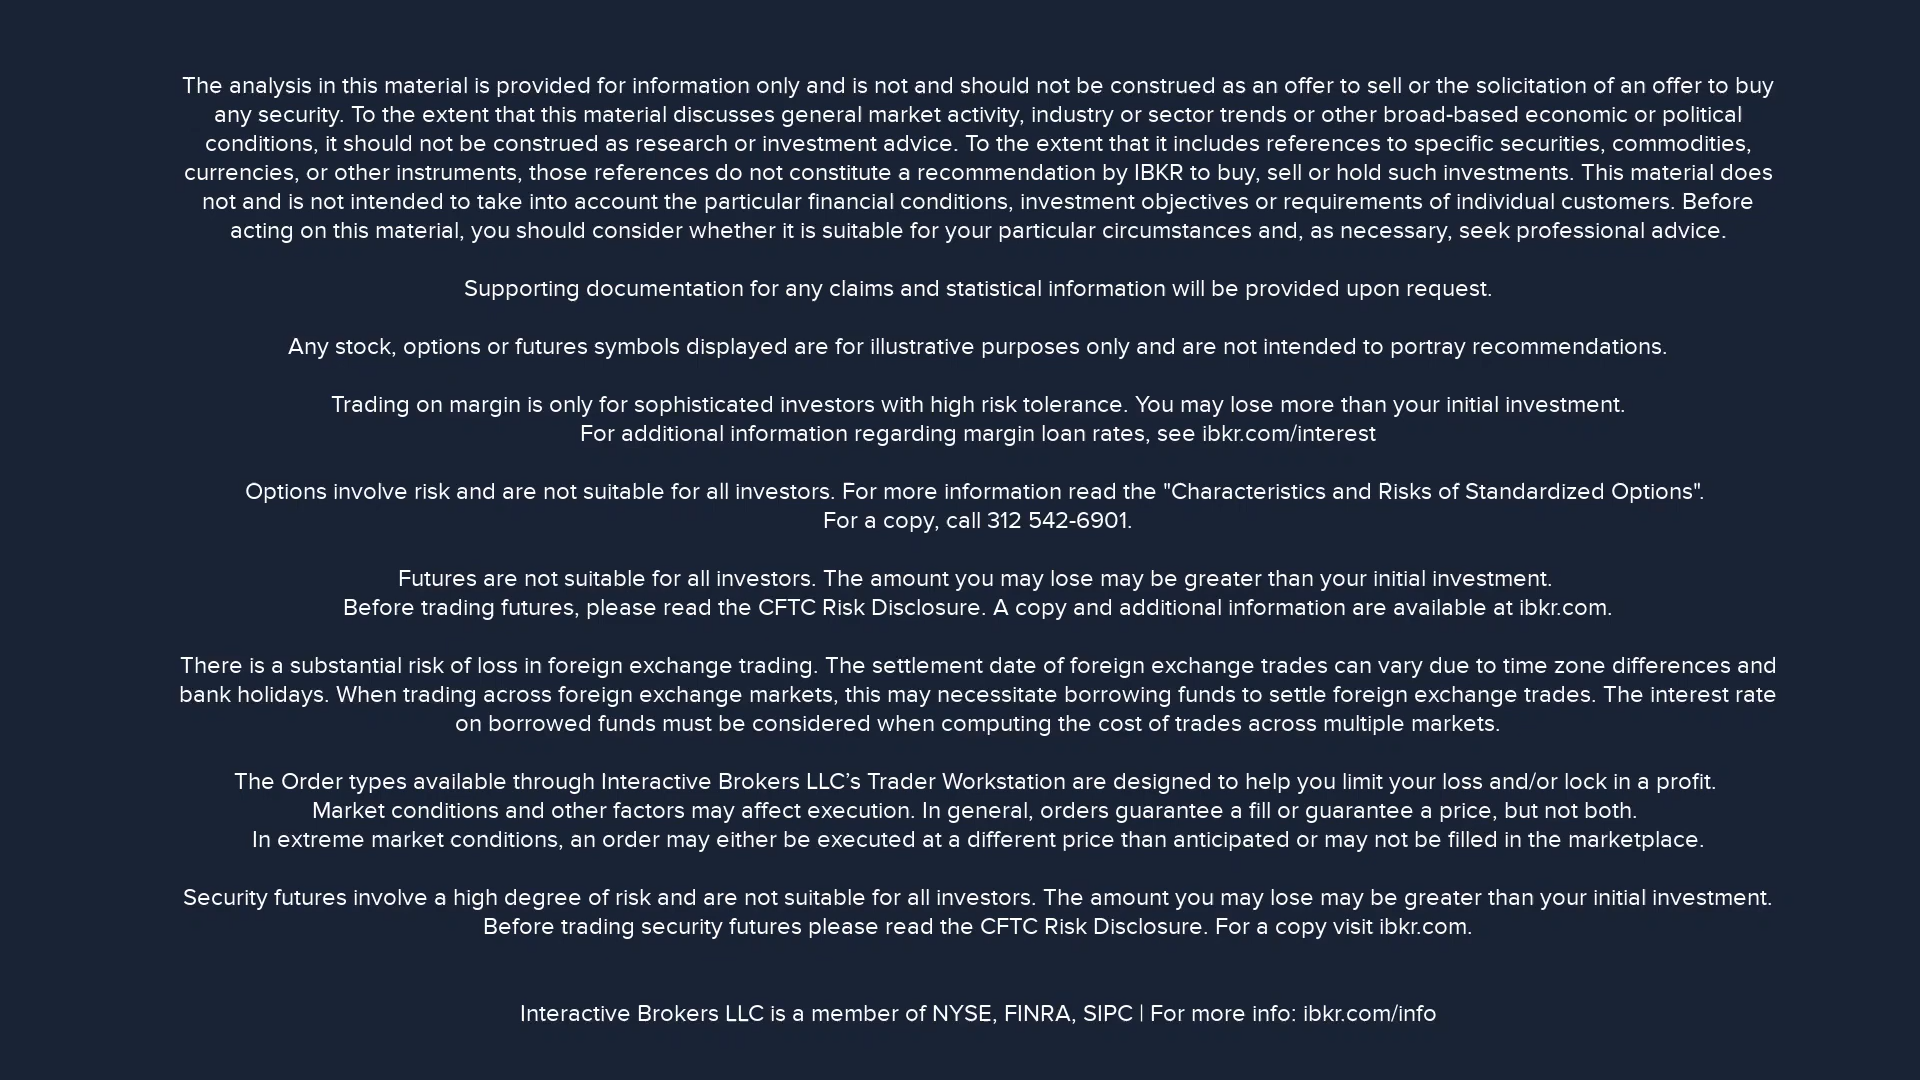 The analysis in this material is provided for information only and is not and should not be construed as an offer to sell or the solicitation of an offer to buy
any security. To the extent that this material discusses general market activity, industry or sector trends or other broad-based economic or political
conditions, it should not be construed as research or investment advice. To the extent that it includes references to specific securities, commodities,
currencies, or other instruments, those references do not constitute a recommendation by IBKR to buy, sell or hold such investments. This material does
not and is not intended to take into account the particular financial conditions, investment objectives or requirements of individual customers. Before
acting on this material, you should consider whether it is suitable for your particular circumstances and, as necessary, seek professional advice.
Supporting documentation for any claims and statistical information will be provided upon request.
Any stock, options or futures symbols displayed are for illustrative purposes only and are not intended to portray recommendations.
Trading on margin is only for sophisticated investors with high risk tolerance. You may lose more than your initial investment.
For additional information regarding margin loan rates, see ibkr.com/interest
Options involve risk and are not suitable for all investors. For more information read the "Characteristics and Risks of Standardized Options".
For a copy, call 312 542-6901.
Futures are not suitable for all investors. The amount you may lose may be greater than your initial investment.
Before trading futures, please read the CFTC Risk Disclosure. A copy and additional information are available at ibkr.com.
There is a substantial risk of loss in foreign exchange trading. The settlement date of foreign exchange trades can vary due to time zone differences and
bank holidays. When trading across foreign exchange markets, this may necessitate borrowing funds to settle foreign exchange trades. The interest rate
on borrowed funds must be considered when computing the cost of trades across multiple markets.
The Order types available through Interactive Brokers LLC’s Trader Workstation are designed to help you limit your loss and/or lock in a profit.
Market conditions and other factors may affect execution. In general, orders guarantee a fill or guarantee a price, but not both.
In extreme market conditions, an order may either be executed at a different price than anticipated or may not be filled in the marketplace.
Security futures involve a high degree of risk and are not suitable for all investors. The amount you may lose may be greater than your initial investment.
Before trading security futures please read the CFTC Risk Disclosure. For a copy visit ibkr.com.
Interactive Brokers LLC is a member of NYSE, FINRA, SIPC | For more info: ibkr.com/info